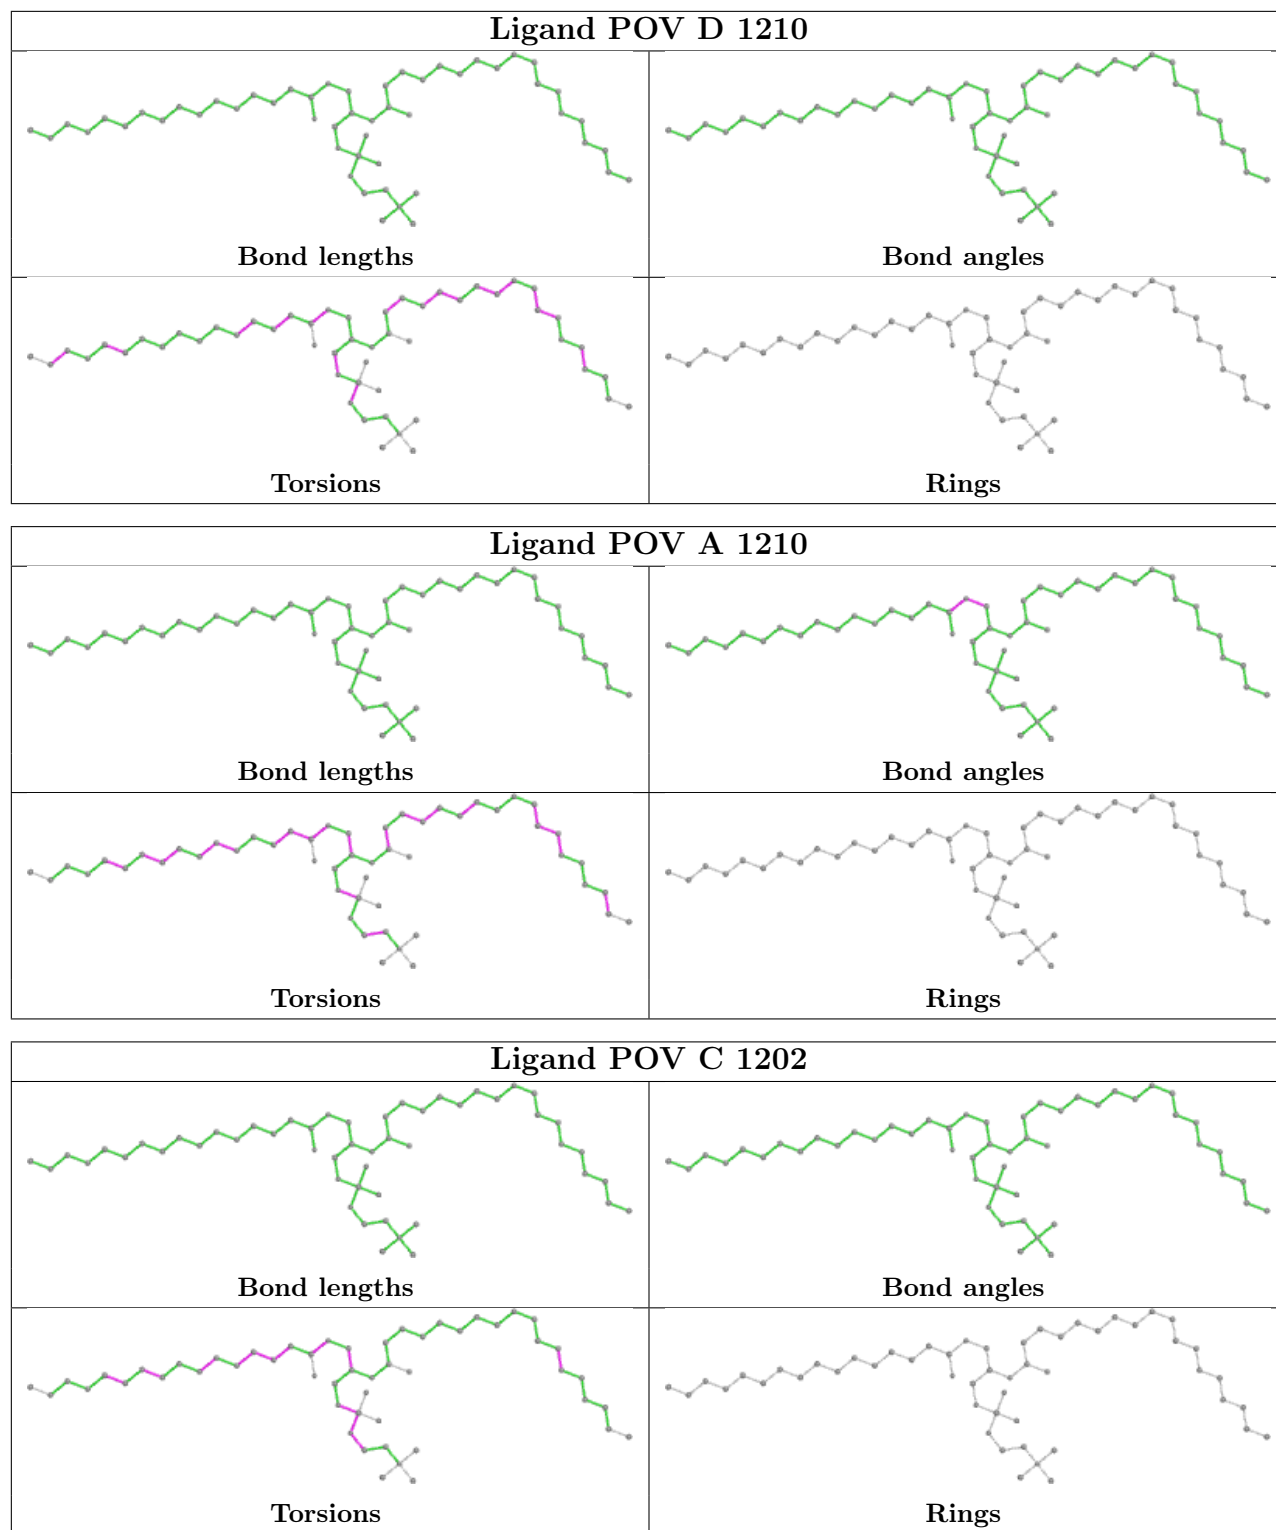 Ligand POV D 1210
Bond lengths
Bond angles
Torsions
Rings
Ligand POV A 1210
Bond lengths
Bond angles
Torsions
Rings
Ligand POV C 1202
Bond lengths
Bond angles
Torsions
Rings